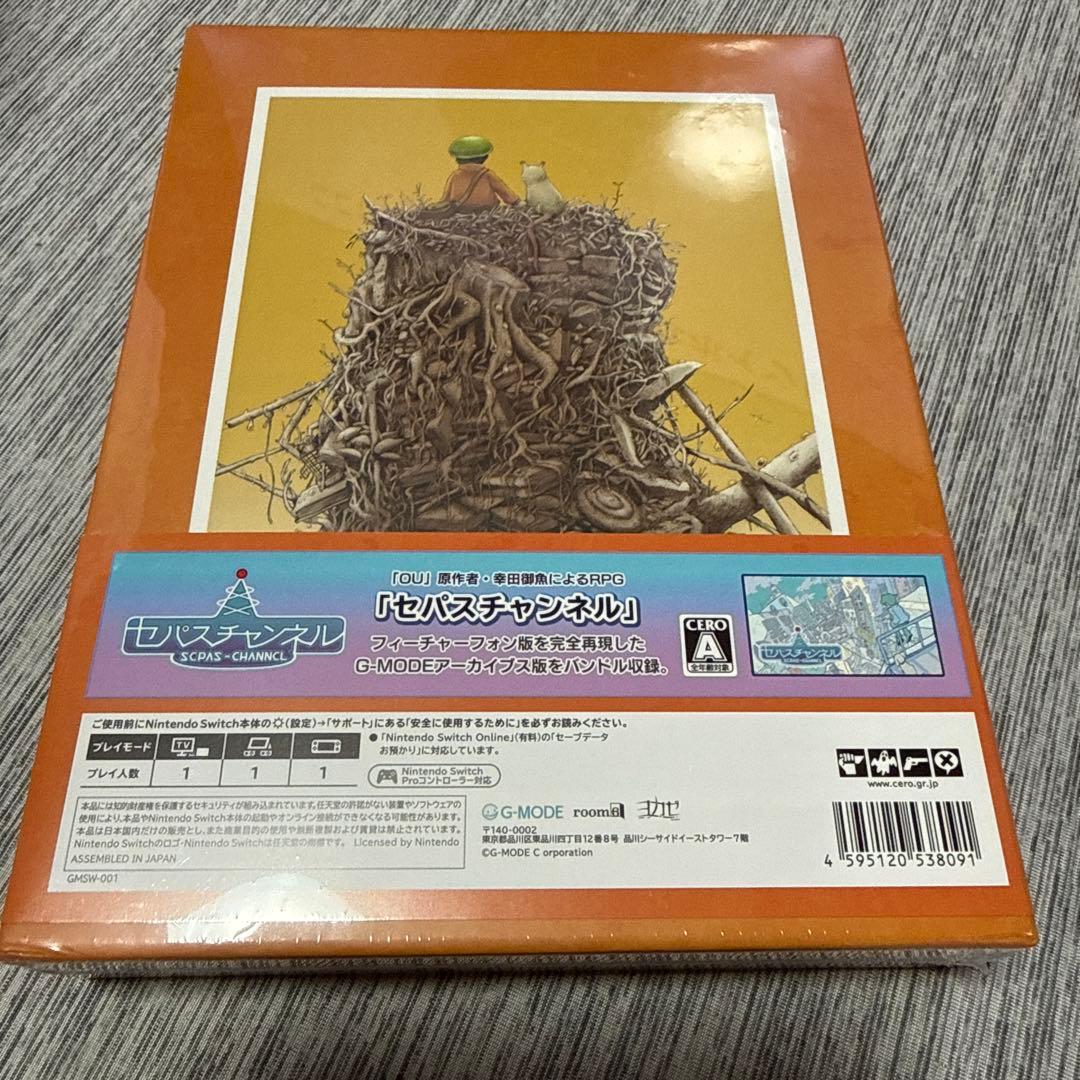 「OU」原作者・幸田御魚によるRPG
「セパスチャンネル」
フィーチャーフォン版を完全再現した
G-MODEアーカイブス版をバンドル収録。
セパスチャンネル
SCPAS-CHANNCL
CERO
A
全年齢対象
セパスチャンネル
SCPAS-CHANNCL
ご使用前にNintendo Switch本体の(設定)→「サポート」にある「安全に使用するために」を必ずお読みください。
プレイモード TV
プレイ人数 1 1 1
●「Nintendo Switch Online」(有料)の「セーブデータ
お預かり」に対応しています。
Nintendo Switch
Proコントローラー対応
www.cero.gr.jp
本品には知的財産権を保護するセキュリティが組み込まれています。任天堂の許諾がない装置やソフトウェアの
使用により、本品やNintendo Switch本体の起動やオンライン接続ができなくなる可能性があります。
本品は日本国内だけの販売とし、また商業目的の使用や無断複製および賃貸は禁止されています。
Nintendo Switchのロゴ・Nintendo Switchは任天堂の商標です。 Licensed by Nintendo
ASSEMBLED IN JAPAN
GMSW-001
G-MODE room6 ヨカゼ
〒140-0002
東京都品川区東品川四丁目12番8号 品川シーサイドイーストタワー7階
©G-MODE C orporation
4 595120 538091